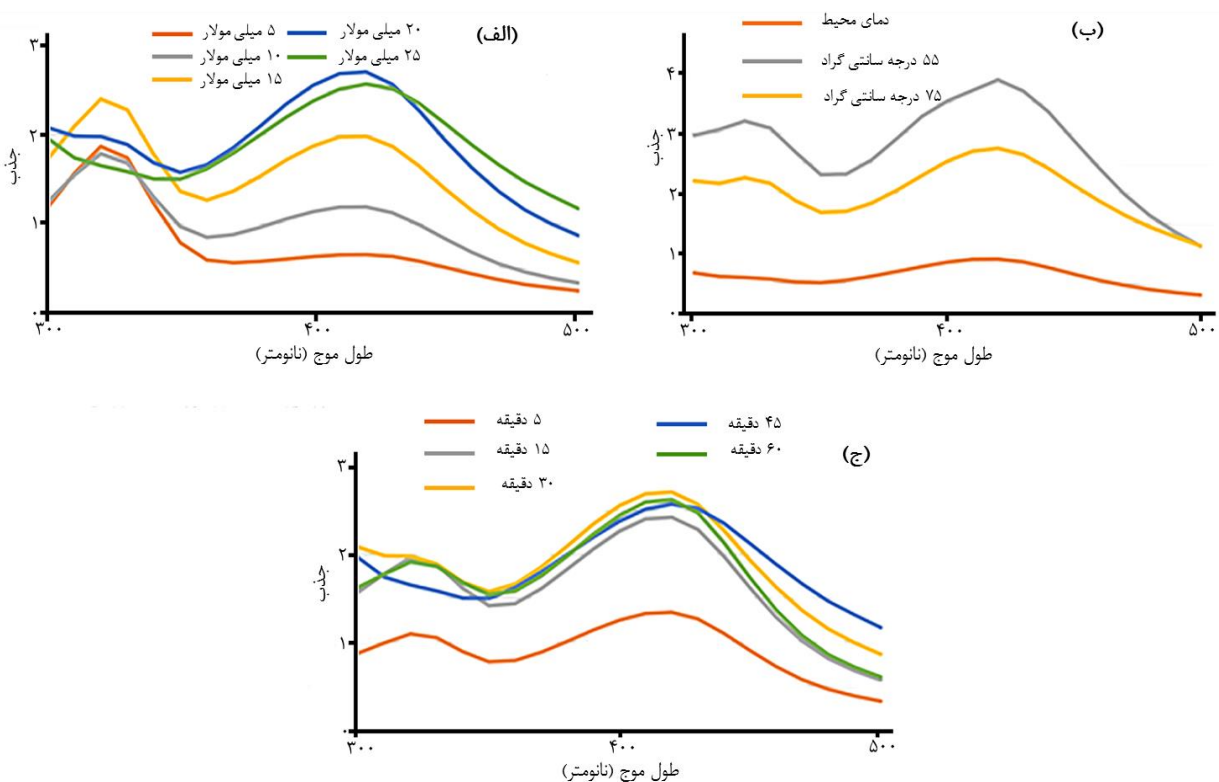 (الف)
۵ میلی مولار
۲۰ میلی مولار
۱۰ میلی مولار
۲۵ میلی مولار
۱۵ میلی مولار
۳
۲
۱
۰
جذب
۳۰۰
۴۰۰
۵۰۰
طول موج (نانومتر)
(ب)
دمای محیط
۵۵ درجه سانتی گراد
۷۵ درجه سانتی گراد
۴
۳
۲
۱
۰
جذب
۳۰۰
۴۰۰
۵۰۰
طول موج (نانومتر)
(ج)
۵ دقیقه
۴۵ دقیقه
۱۵ دقیقه
۶۰ دقیقه
۳۰ دقیقه
۳
۲
۱
۰
جذب
۳۰۰
۴۰۰
۵۰۰
طول موج (نانومتر)